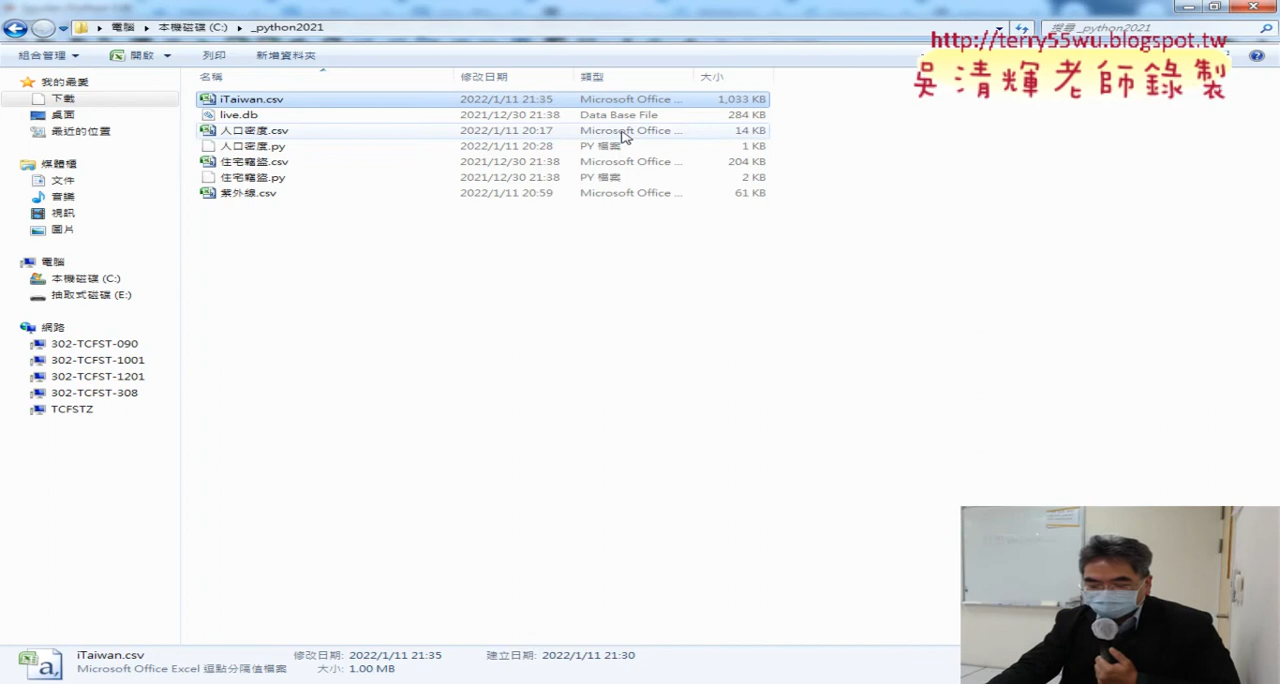 電腦 ▸ 本機磁碟 (C:) ▸ _python2021
搜尋 _python2021
http://terry55wu.blogspot.tw
吳清輝老師錄製
組合管理 開啟 列印 新增資料夾
名稱 修改日期 類型 大小
我的最愛
下載
桌面
最近的位置
媒體櫃
文件
音樂
視訊
圖片
電腦
本機磁碟 (C:)
抽取式磁碟 (E:)
網路
302-TCFST-090
302-TCFST-1001
302-TCFST-1201
302-TCFST-308
TCFSTZ
iTaiwan.csv 2022/1/11 21:35 Microsoft Office ... 1,033 KB
live.db 2021/12/30 21:38 Data Base File 284 KB
人口密度.csv 2022/1/11 20:17 Microsoft Office ... 14 KB
人口密度.py 2022/1/11 20:28 PY 檔案 1 KB
住宅竊盜.csv 2021/12/30 21:38 Microsoft Office ... 204 KB
住宅竊盜.py 2021/12/30 21:38 PY 檔案 2 KB
紫外線.csv 2022/1/11 20:59 Microsoft Office ... 61 KB
iTaiwan.csv 修改日期: 2022/1/11 21:35 建立日期: 2022/1/11 21:30
Microsoft Office Excel 逗點分隔值檔案 大小: 1.00 MB